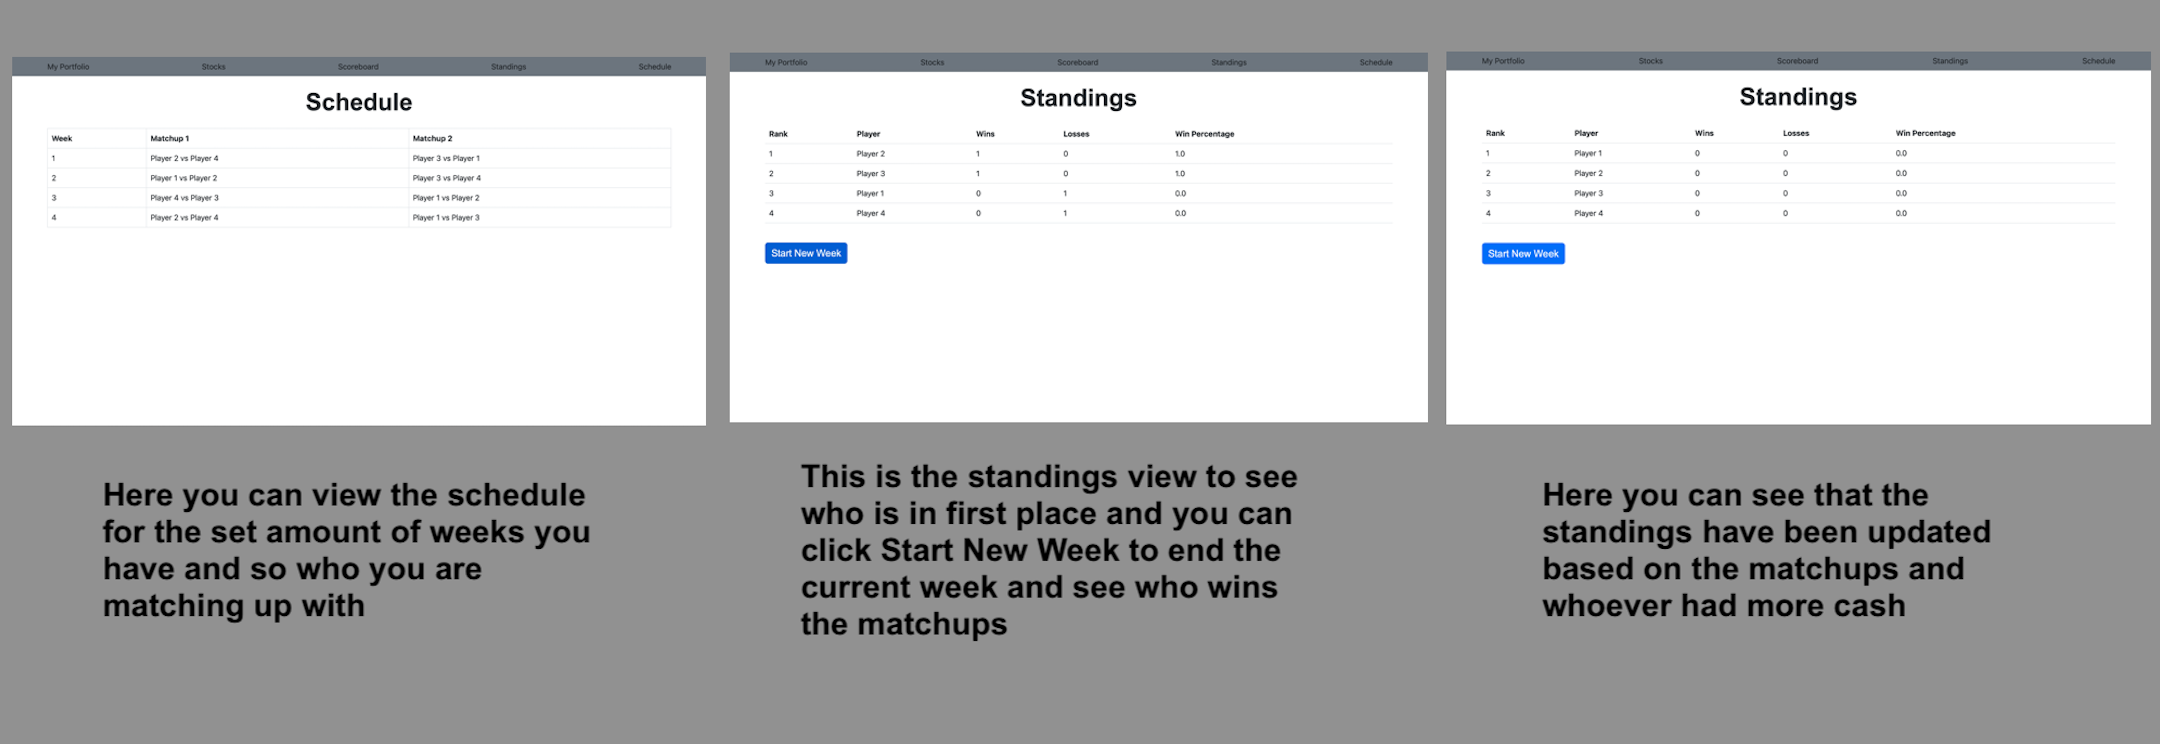 My Portfolio Stocks Scoreboard Standings Schedule
Schedule
Week Matchup 1 Matchup 2
1 Player 2 vs Player 4 Player 3 vs Player 1
2 Player 1 vs Player 2 Player 3 vs Player 4
3 Player 4 vs Player 3 Player 1 vs Player 2
4 Player 2 vs Player 4 Player 1 vs Player 3
Here you can view the schedule
for the set amount of weeks you
have and so who you are
matching up with
My Portfolio Stocks Scoreboard Standings Schedule
Standings
Rank Player Wins Losses Win Percentage
1 Player 2 1 0 1.0
2 Player 3 1 0 1.0
3 Player 1 0 1 0.0
4 Player 4 0 1 0.0
Start New Week
This is the standings view to see
who is in first place and you can
click Start New Week to end the
current week and see who wins
the matchups
My Portfolio Stocks Scoreboard Standings Schedule
Standings
Rank Player Wins Losses Win Percentage
1 Player 1 0 0 0.0
2 Player 2 0 0 0.0
3 Player 3 0 0 0.0
4 Player 4 0 0 0.0
Start New Week
Here you can see that the
standings have been updated
based on the matchups and
whoever had more cash